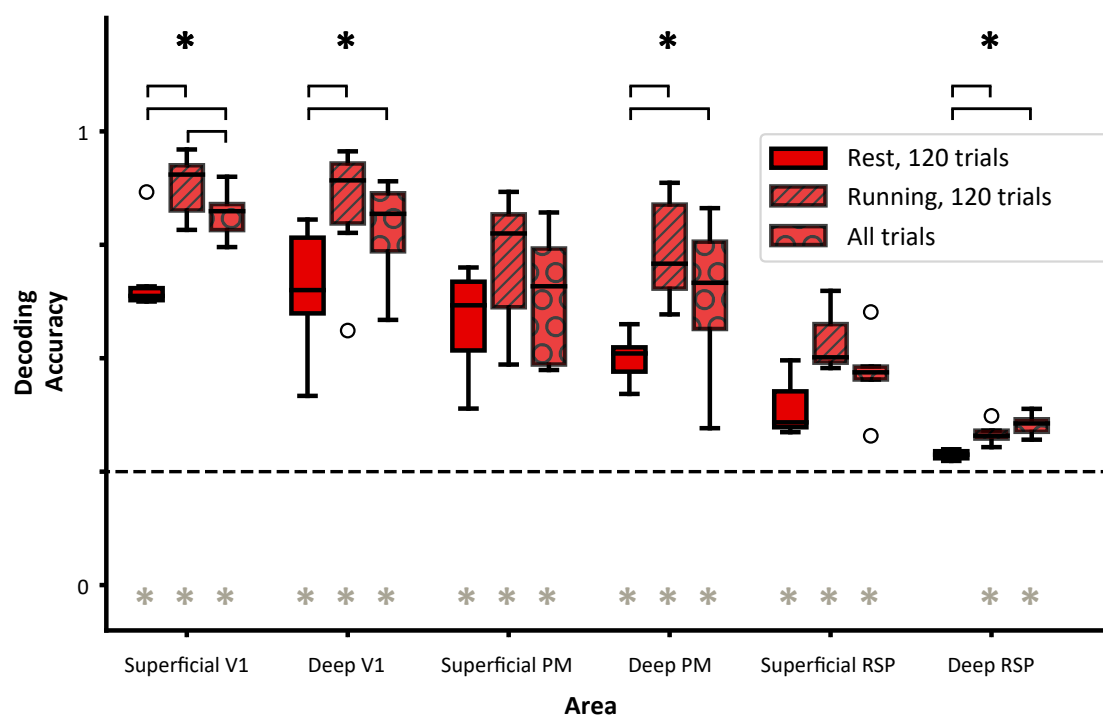 * * * *
1
Rest, 120 trials
Running, 120 trials
All trials
Decoding
Accuracy
0
* * * * * * * * * * * * * * * * *
Superficial V1 Deep V1 Superficial PM Deep PM Superficial RSP Deep RSP
Area